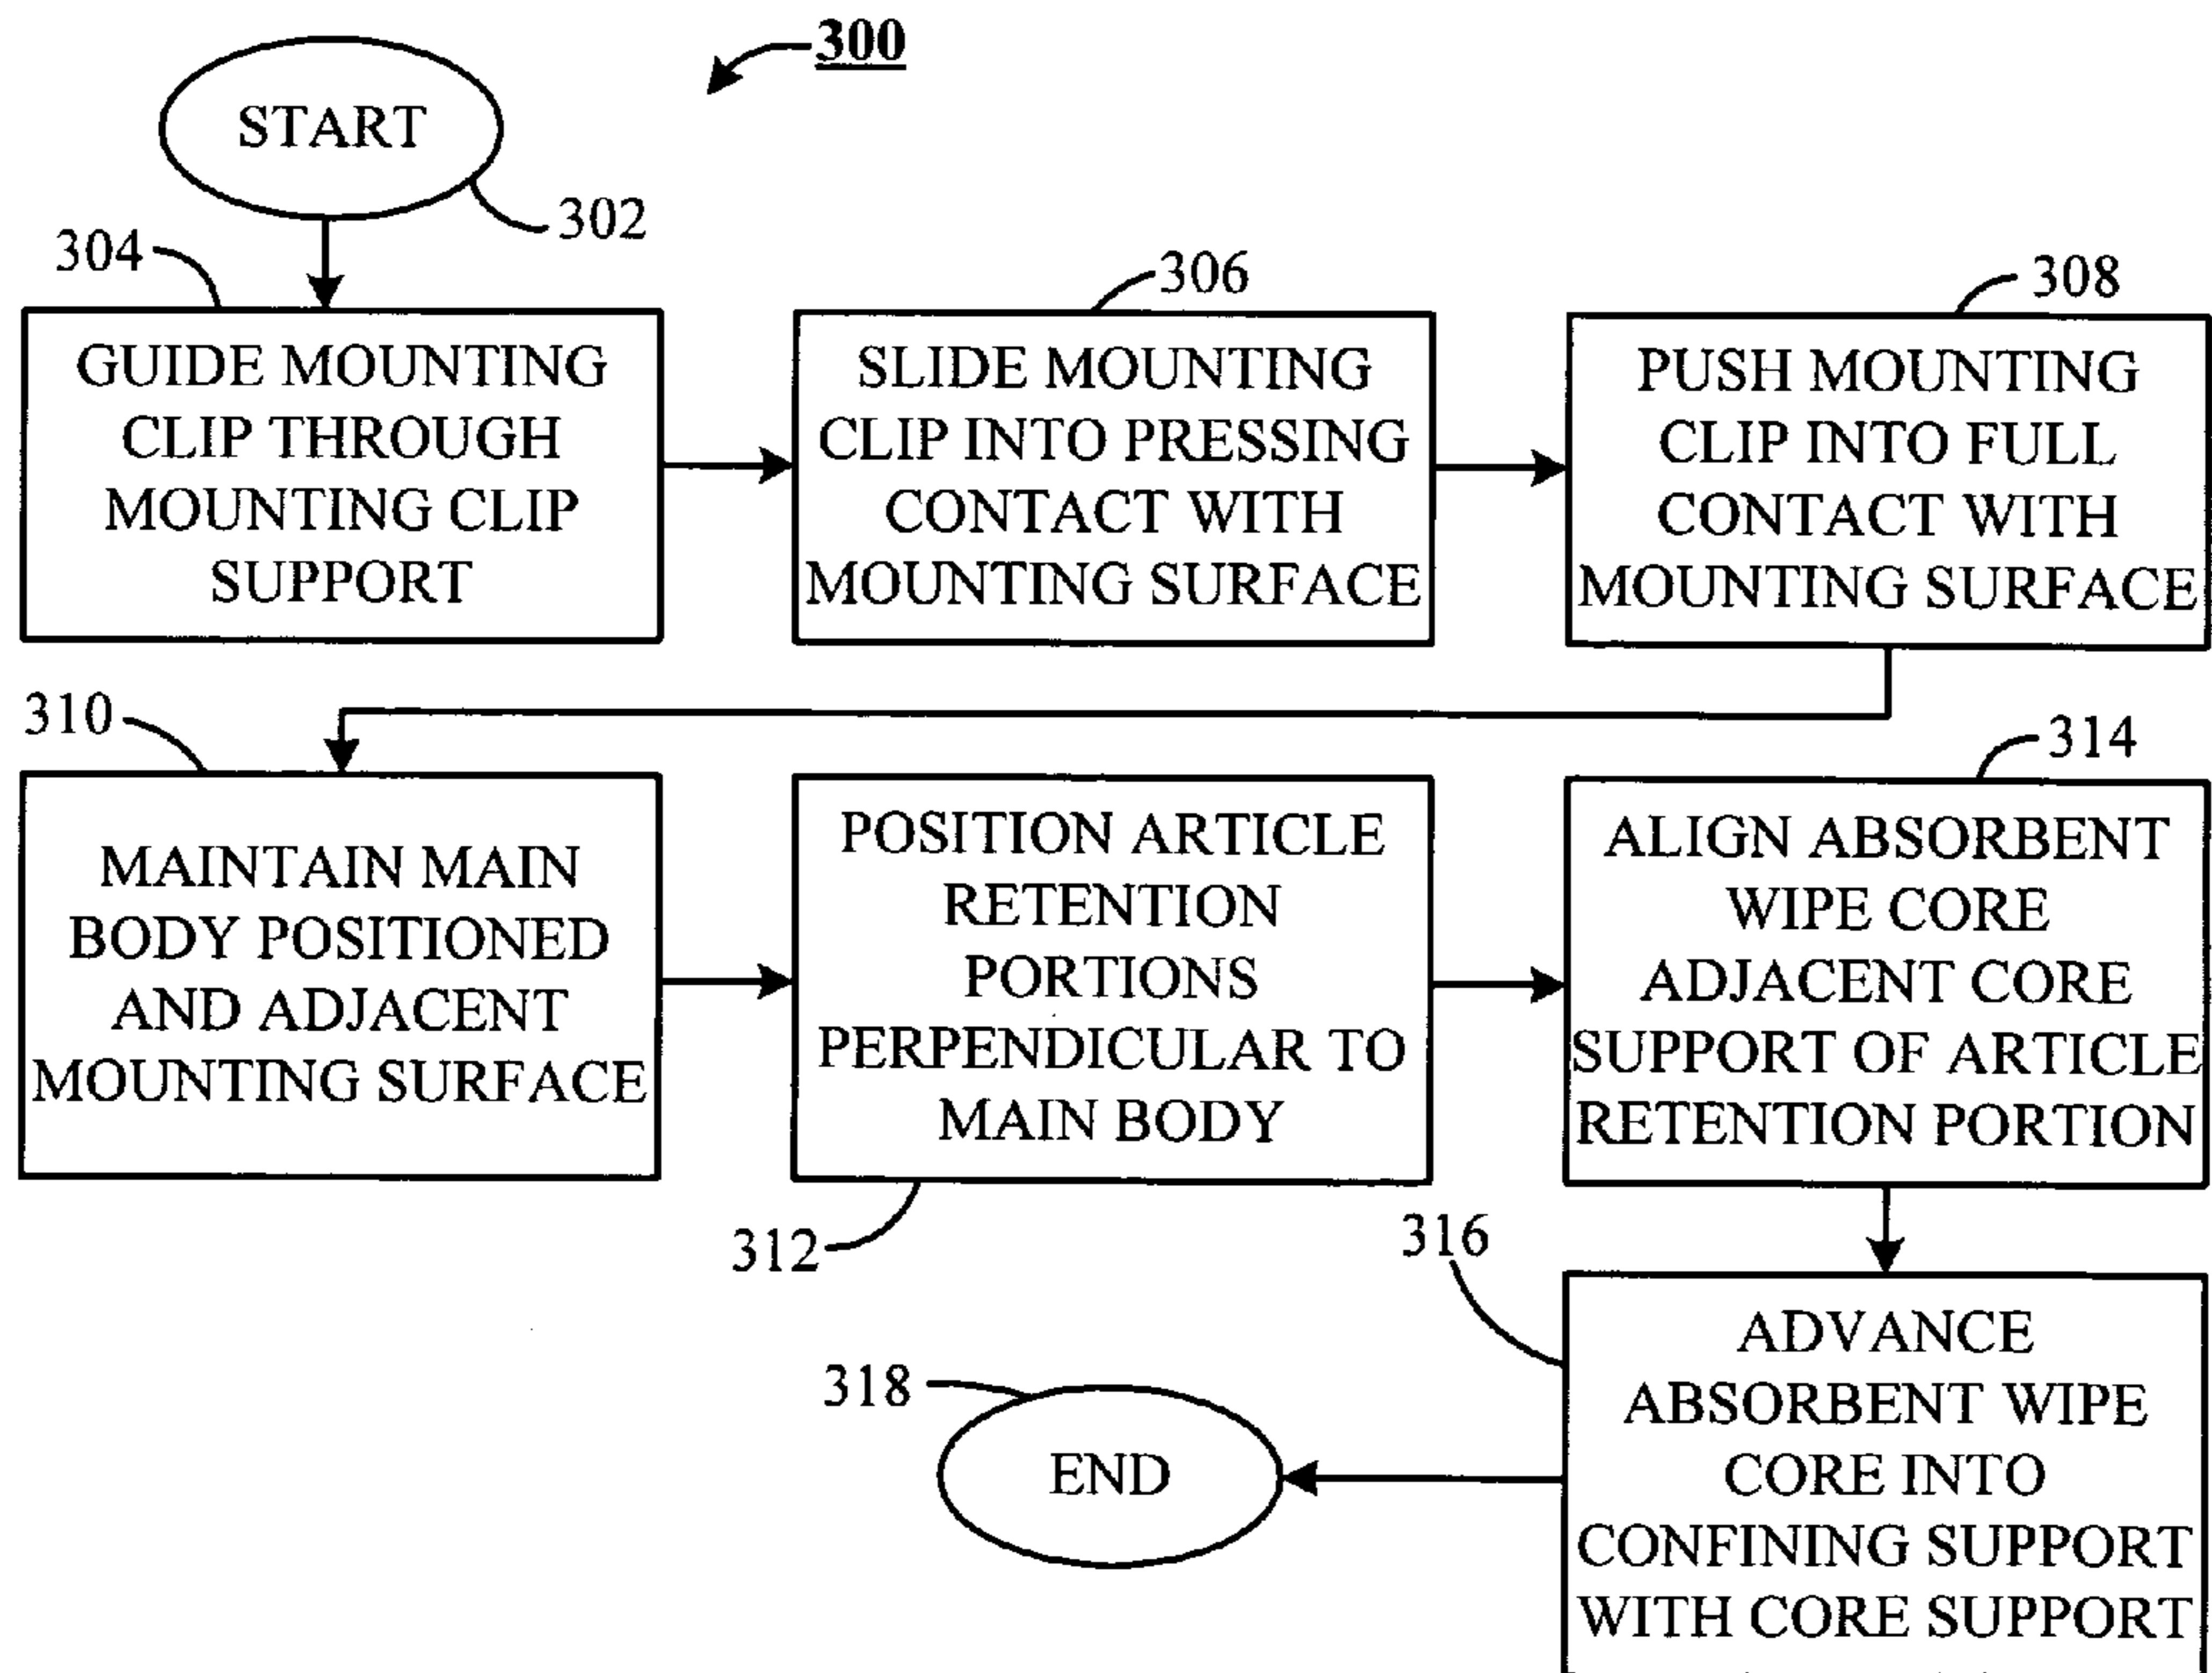 300
START
302
304
GUIDE MOUNTING
CLIP THROUGH
MOUNTING CLIP
SUPPORT
306
SLIDE MOUNTING
CLIP INTO PRESSING
CONTACT WITH
MOUNTING SURFACE
308
PUSH MOUNTING
CLIP INTO FULL
CONTACT WITH
MOUNTING SURFACE
310
MAINTAIN MAIN
BODY POSITIONED
AND ADJACENT
MOUNTING SURFACE
POSITION ARTICLE
RETENTION
PORTIONS
PERPENDICULAR TO
MAIN BODY
312
314
ALIGN ABSORBENT
WIPE CORE
ADJACENT CORE
SUPPORT OF ARTICLE
RETENTION PORTION
316
ADVANCE
ABSORBENT WIPE
CORE INTO
CONFINING SUPPORT
WITH CORE SUPPORT
318
END